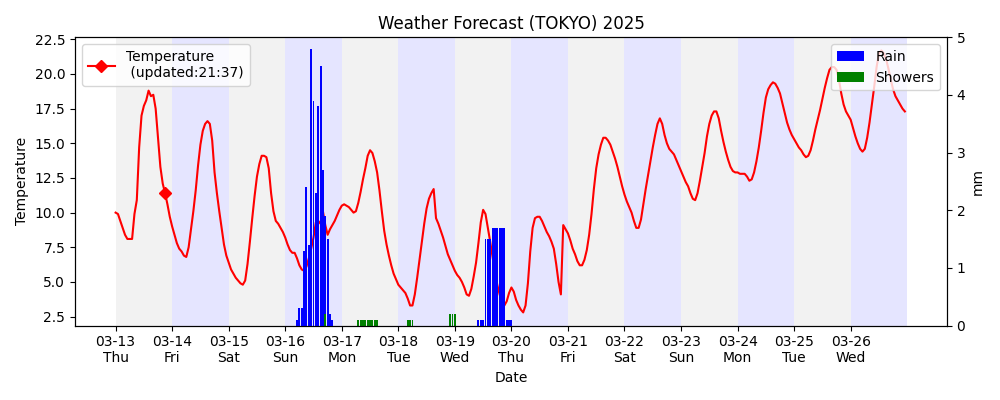 Weather Forecast (TOKYO) 2025
Temperature
(updated:21:37)
Rain
Showers
Temperature
22.5
20.0
17.5
15.0
12.5
10.0
7.5
5.0
2.5
5
4
3
2
1
0
mm
03-13 03-14 03-15 03-16 03-17 03-18 03-19 03-20 03-21 03-22 03-23 03-24 03-25 03-26
Thu Fri Sat Sun Mon Tue Wed Thu Fri Sat Sun Mon Tue Wed
Date